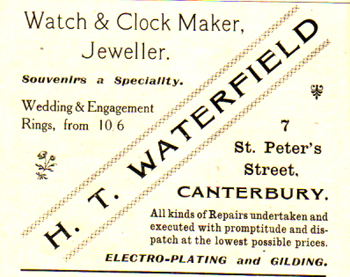 Watch & Clock Maker,
Jeweller.
Souvenirs a Speciality.
Wedding & Engagement
Rings, from 10 6
H. T. WATERFIELD
7
St. Peter's
Street,
CANTERBURY.
All kinds of Repairs undertaken and
executed with promptitude and dis-
patch at the lowest possible prices.
ELECTRO-PLATING and GILDING.